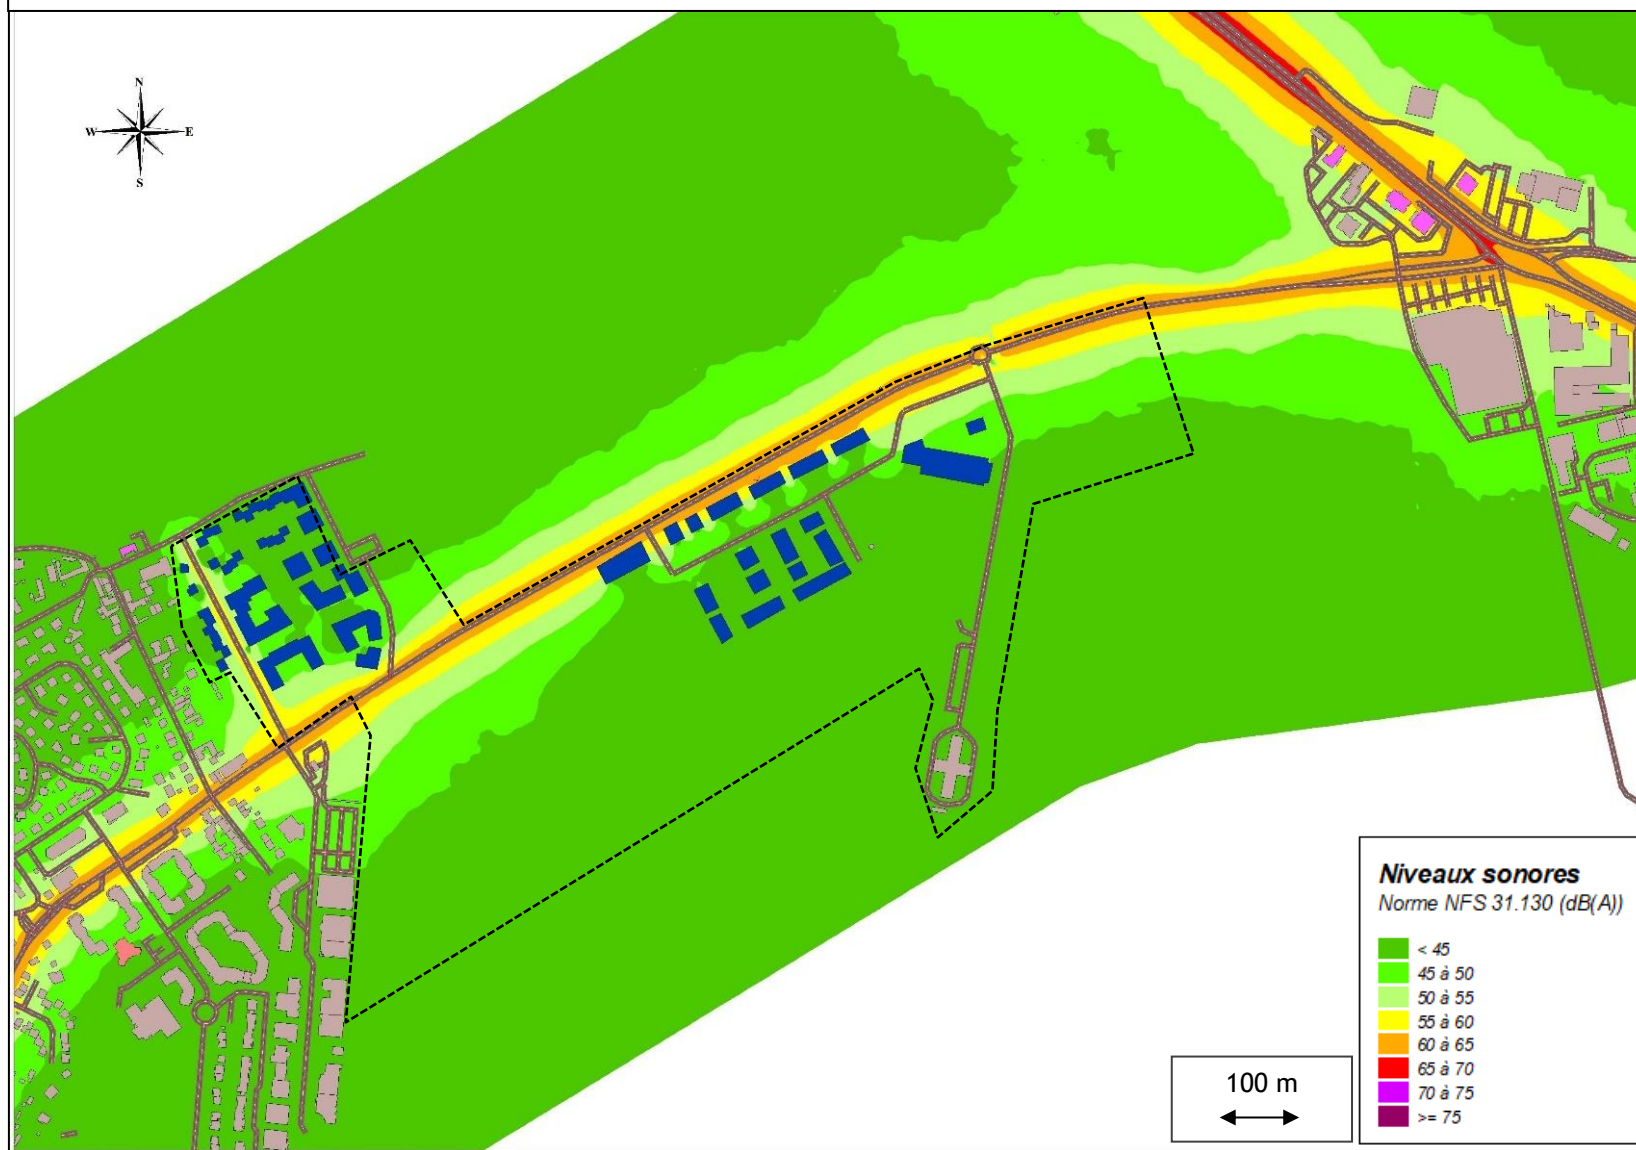 N
W E
S
Niveaux sonores
Norme NFS 31.130 (dB(A))
< 45
45 à 50
50 à 55
55 à 60
60 à 65
65 à 70
70 à 75
>= 75
100 m